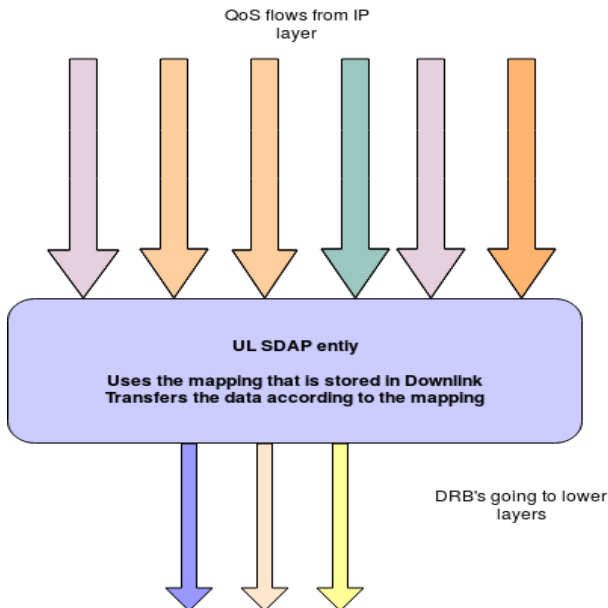 QoS flows from IP
layer
UL SDAP entiy
Uses the mapping that is stored in Downlink
Transfers the data according to the mapping
DRB's going to lower
layers